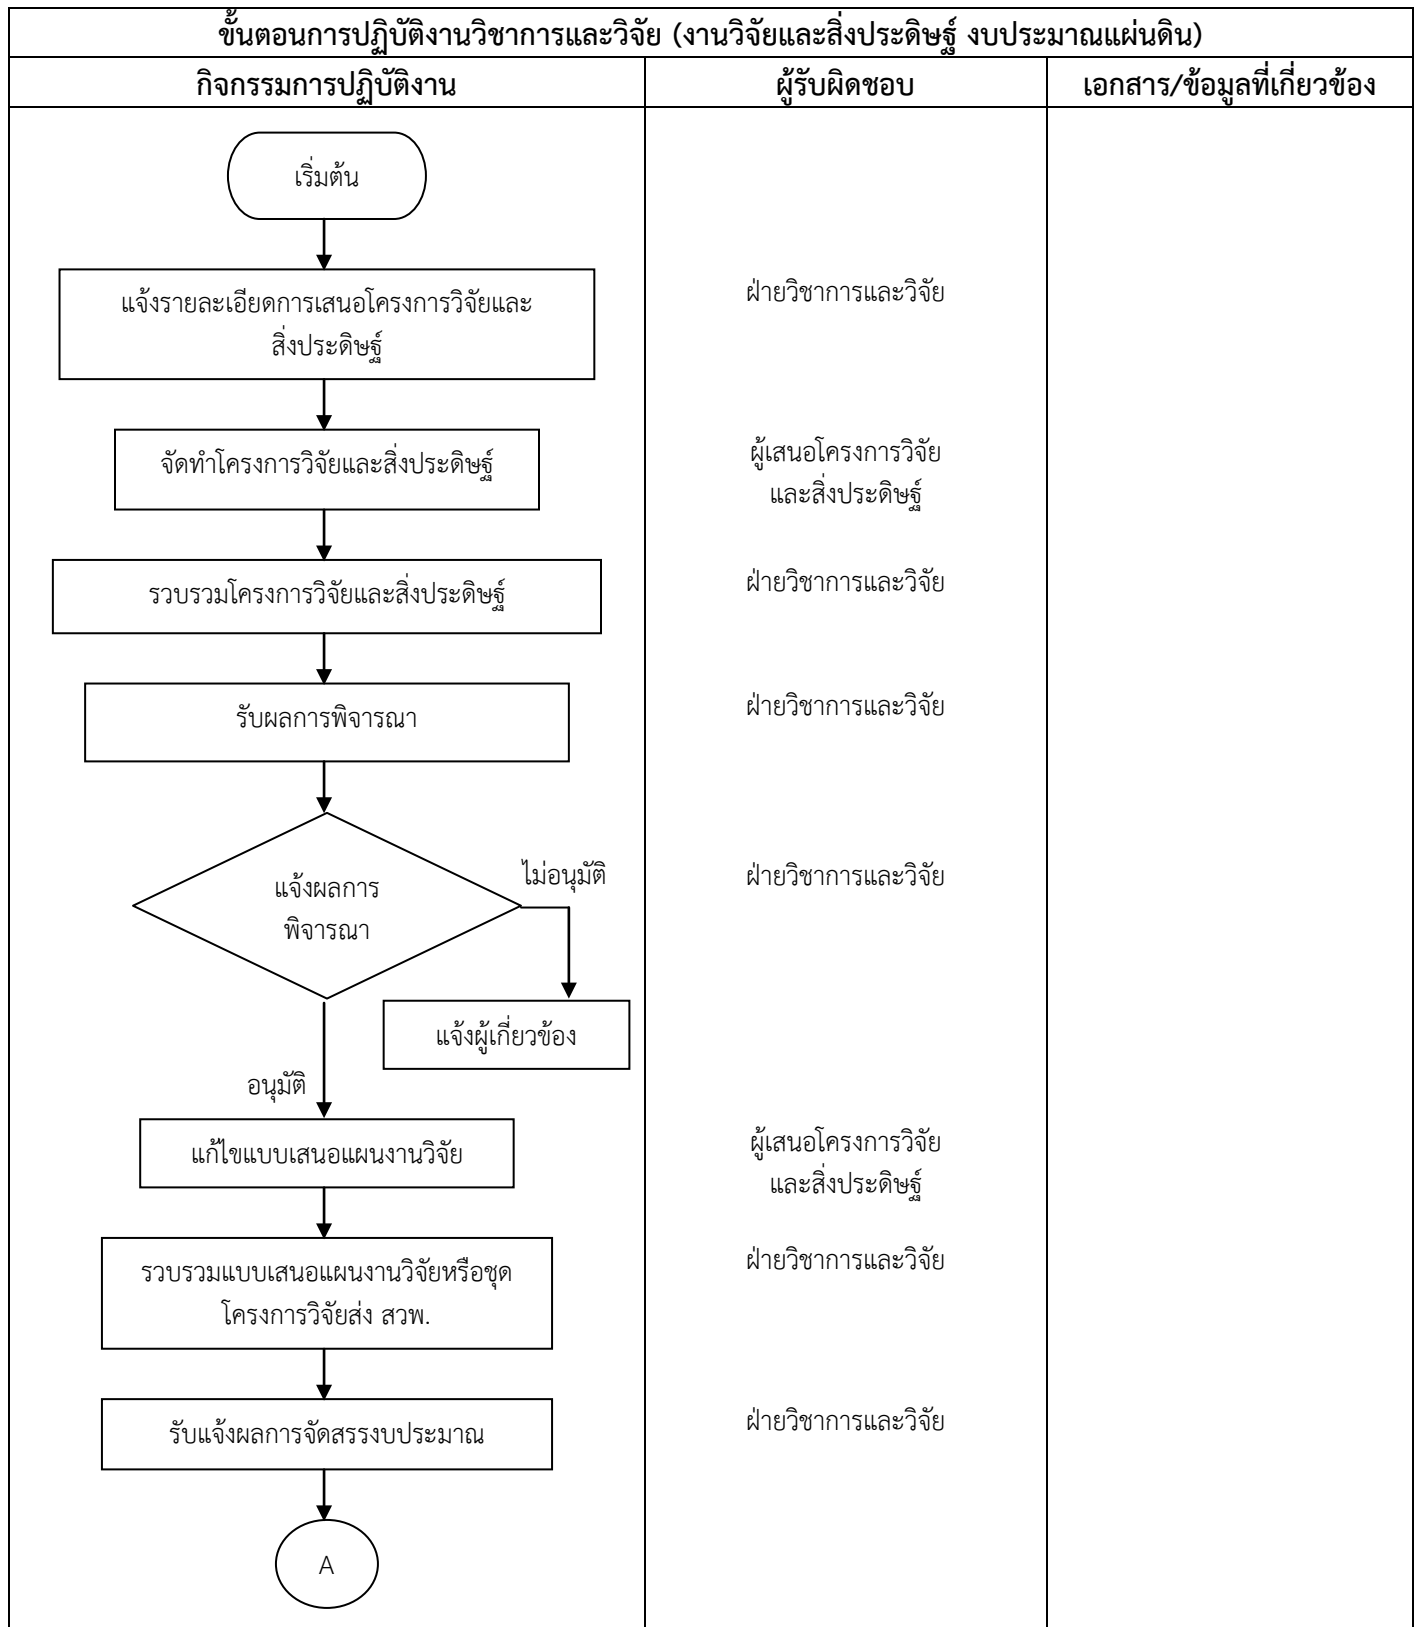 ขั้นตอนการปฏิบัติงานวิชาการและวิจัย (งานวิจัยและสิ่งประดิษฐ์ งบประมาณแผ่นดิน)
กิจกรรมการปฏิบัติงาน
ผู้รับผิดชอบ
เอกสาร/ข้อมูลที่เกี่ยวข้อง
เริ่มต้น
แจ้งรายละเอียดการเสนอโครงการวิจัยและ
สิ่งประดิษฐ์
ฝ่ายวิชาการและวิจัย
จัดทำโครงการวิจัยและสิ่งประดิษฐ์
ผู้เสนอโครงการวิจัย
และสิ่งประดิษฐ์
รวบรวมโครงการวิจัยและสิ่งประดิษฐ์
ฝ่ายวิชาการและวิจัย
รับผลการพิจารณา
ฝ่ายวิชาการและวิจัย
แจ้งผลการ
พิจารณา
ไม่อนุมัติ
ฝ่ายวิชาการและวิจัย
แจ้งผู้เกี่ยวข้อง
อนุมัติ
แก้ไขแบบเสนอแผนงานวิจัย
ผู้เสนอโครงการวิจัย
และสิ่งประดิษฐ์
รวบรวมแบบเสนอแผนงานวิจัยหรือชุด
โครงการวิจัยส่ง สวพ.
ฝ่ายวิชาการและวิจัย
รับแจ้งผลการจัดสรรงบประมาณ
ฝ่ายวิชาการและวิจัย
A